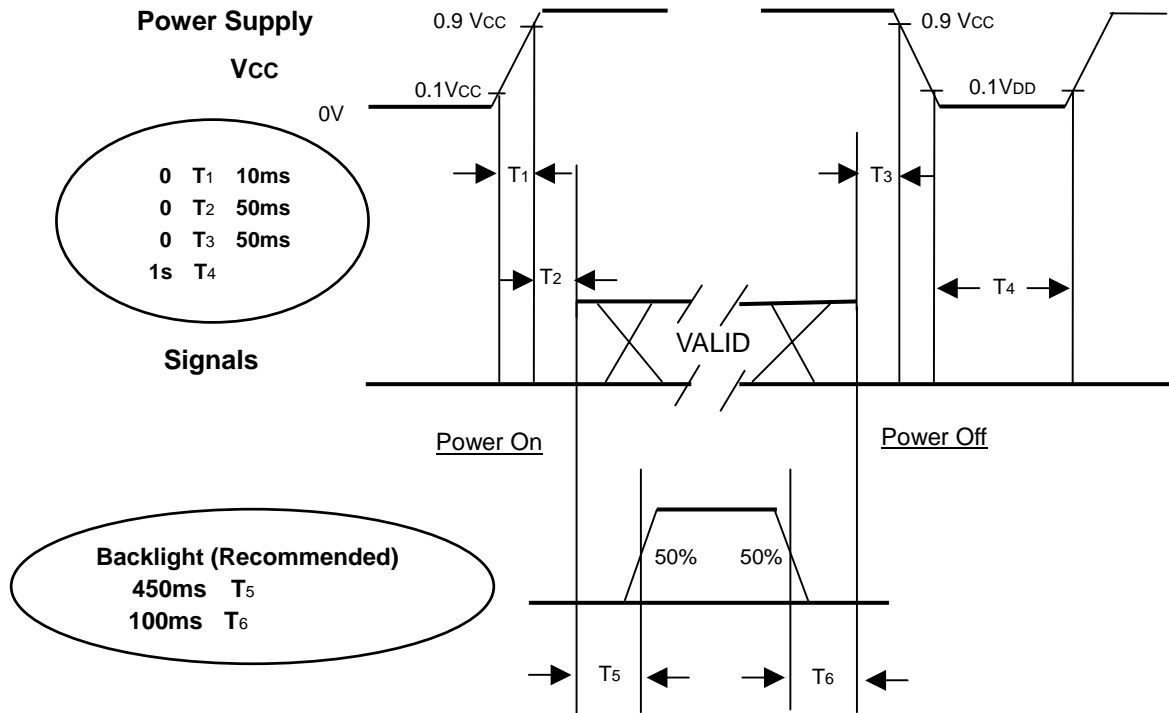 Power Supply
VCC
0.9 VCC
0.1VCC
0V
0.9 VCC
0.1VDD
0 T1 10ms
0 T2 50ms
0 T3 50ms
1s T4
T1
T3
T2
T4
VALID
Signals
Power On
Power Off
Backlight (Recommended)
450ms T5
100ms T6
50%
50%
T5
T6